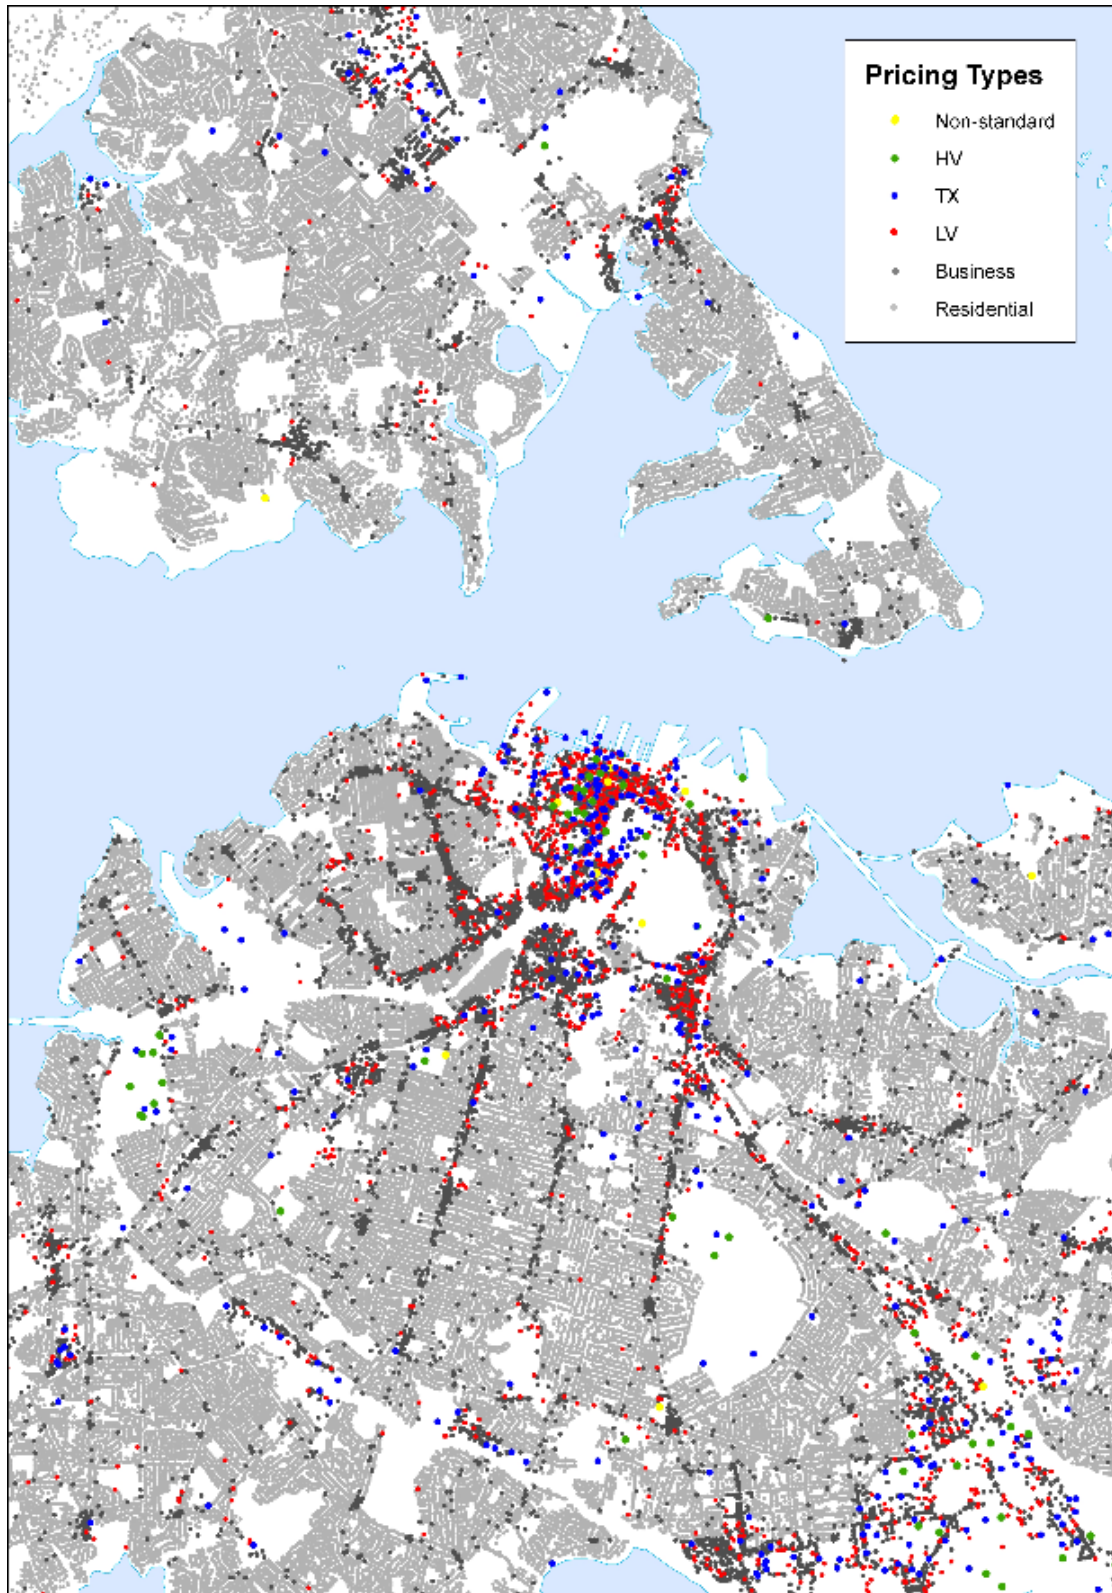 Pricing Types
Non-standard
HV
TX
LV
Business
Residential